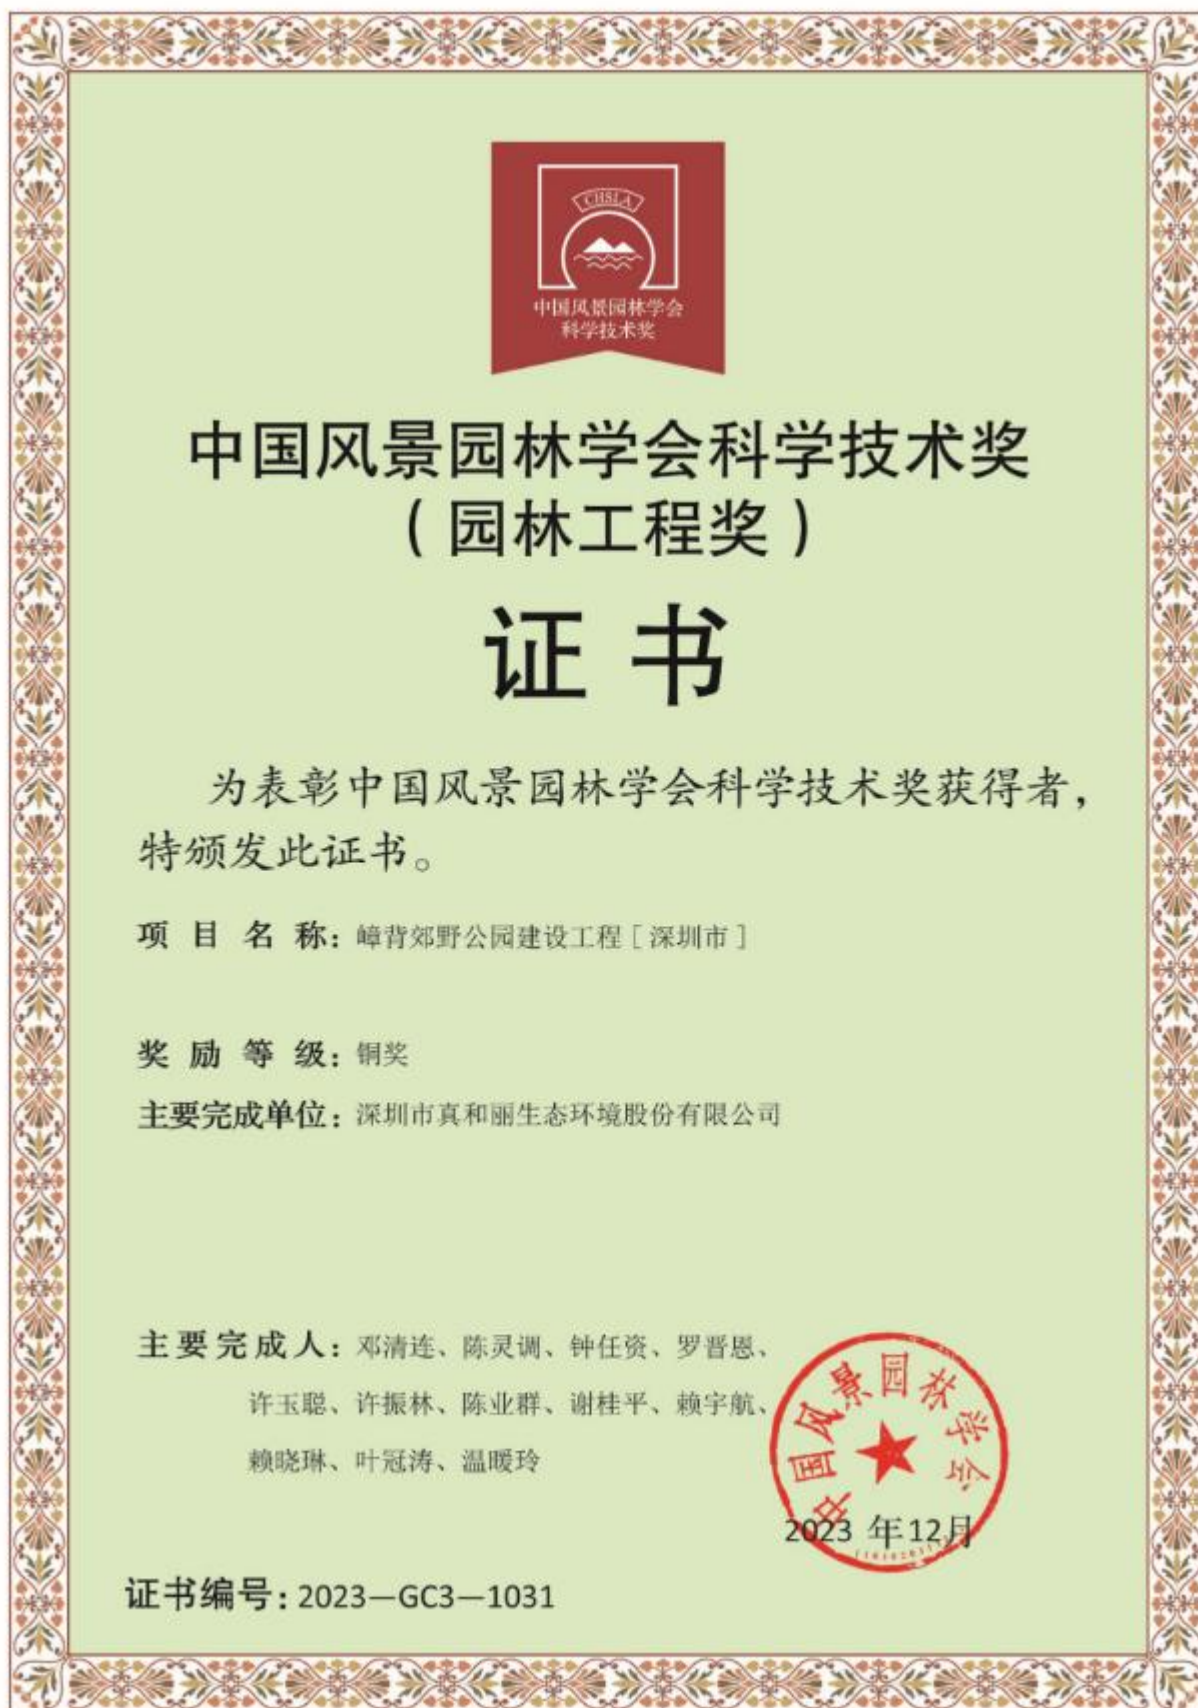 CHSLA
中国风景园林学会
科学技术奖
中国风景园林学会科学技术奖
（园林工程奖）
证书
为表彰中国风景园林学会科学技术奖获得者，
特颁发此证书。
项目名称：嶂背郊野公园建设工程［深圳市］
奖励等级：铜奖
主要完成单位：深圳市真和丽生态环境股份有限公司
主要完成人：邓清连、陈灵调、钟任资、罗晋恩、
许玉聪、许振林、陈业群、谢桂平、赖宇航、
赖晓琳、叶冠涛、温暖玲
中国风景园林学会
2023 年12月
证书编号：2023—GC3—1031